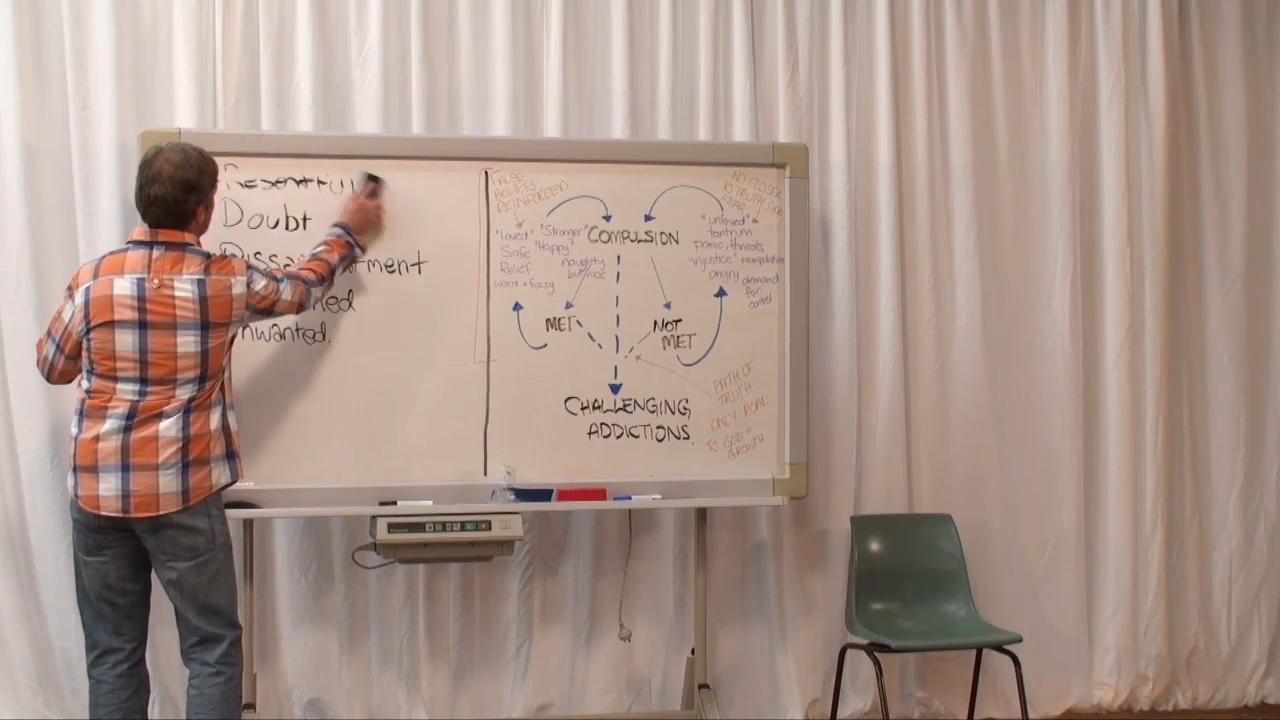 Resentful
Doubt
unwanted.
FALSE
BELIEFS
REINFORCED
"Loved"
Safe
Relief
warm + fuzzy
"Stronger"
"Happy"
naughty
but nice
COMPULSION
NO CLOSER
TO TRUTH
FEAR
"unloved"
tantrum
panic, threats
"injustice" manipulation
angry
demand
for
control
MET
NOT
MET
CHALLENGING
ADDICTIONS.
PATH OF
TRUTH
ONLY ROAD
TO GOD =
GROWTH